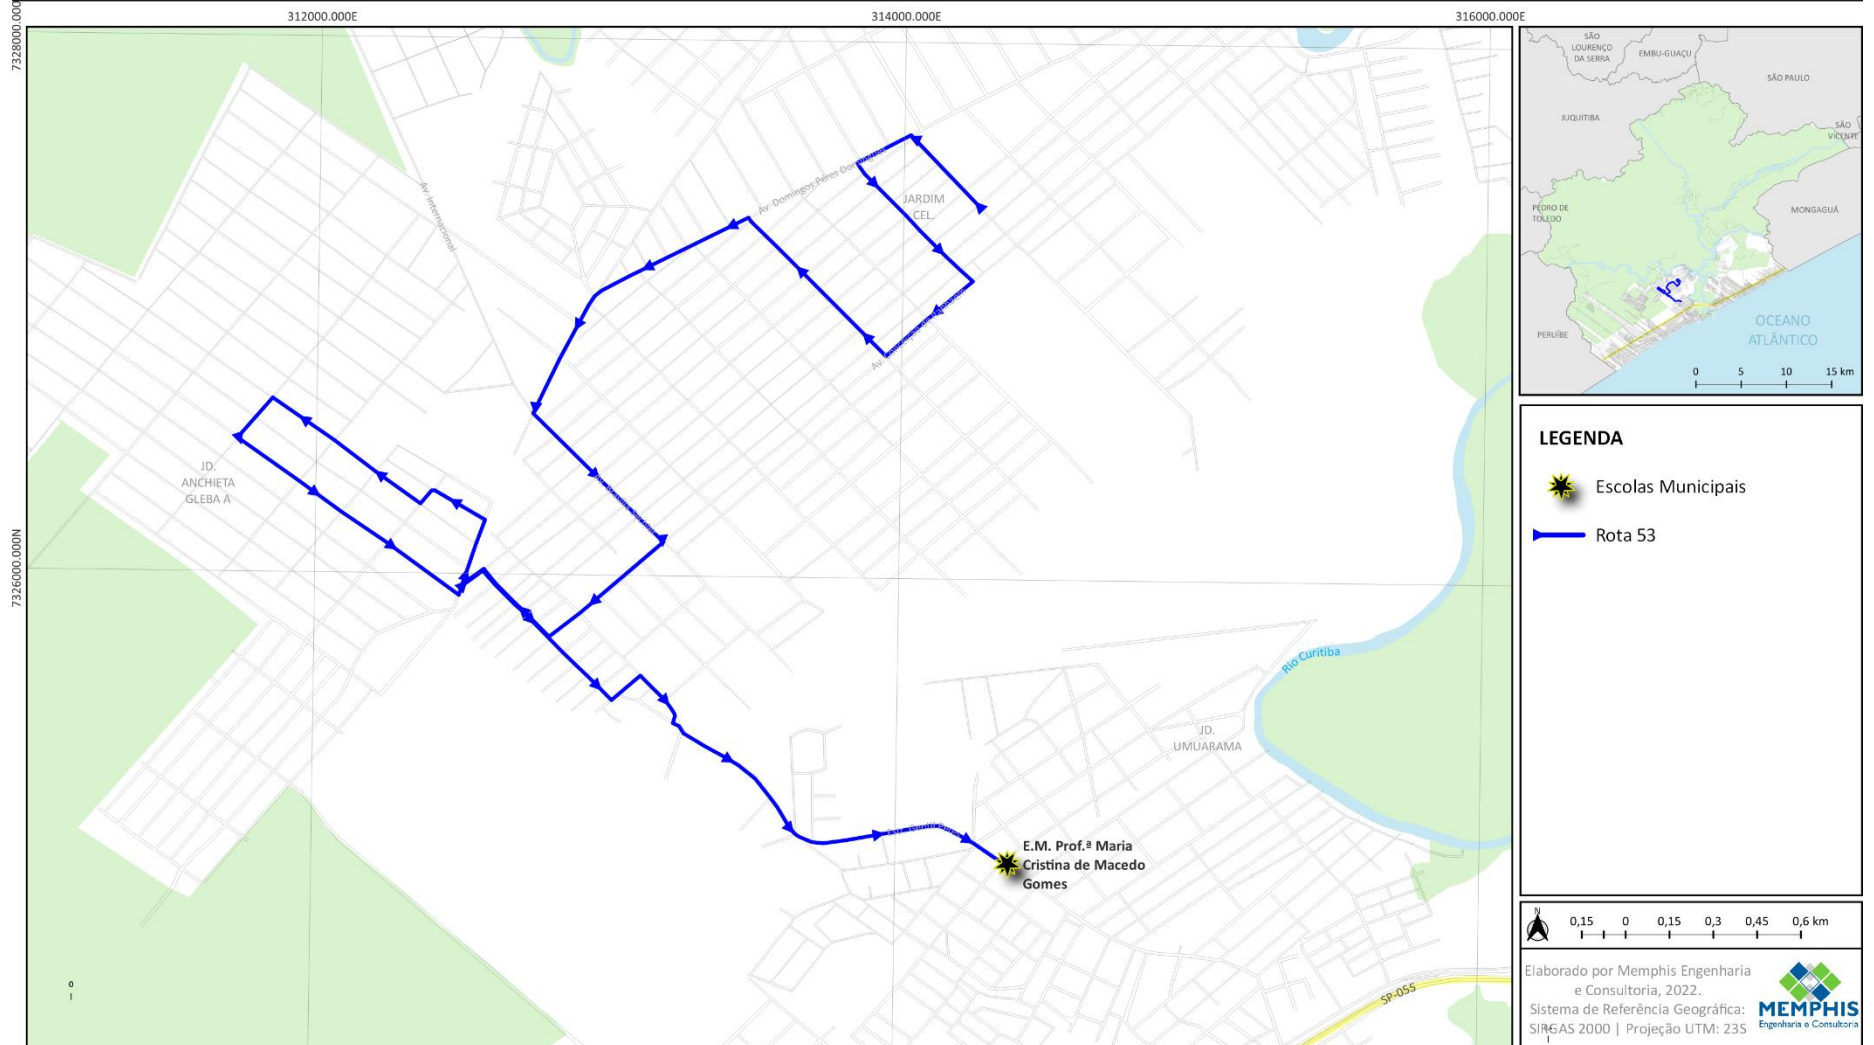 312000.000E
314000.000E
316000.000E
7328000.000
7326000.000N
Av. Internacional
Av. Domingos Peres Domingues
JARDIM
CEL.
JD.
ANCHIETA
GLEBA A
Rio Curitiba
JD.
UMUARAMA
E.M. Prof.ª Maria
Cristina de Macedo
Gomes
SP-055
0
SÃO
LOURENÇO
DA SERRA
EMBU-GUAÇU
SÃO PAULO
JUQUITIBA
SÃO
VICENTE
PEDRO DE
TOLEDO
MONGAGUÁ
PERUÍBE
OCEANO
ATLÂNTICO
0 5 10 15 km
LEGENDA
Escolas Municipais
Rota 53
N
0,15 0 0,15 0,3 0,45 0,6 km
Elaborado por Memphis Engenharia
e Consultoria, 2022.
Sistema de Referência Geográfica:
SIRGAS 2000 | Projeção UTM: 23S
MEMPHIS
Engenharia e Consultoria